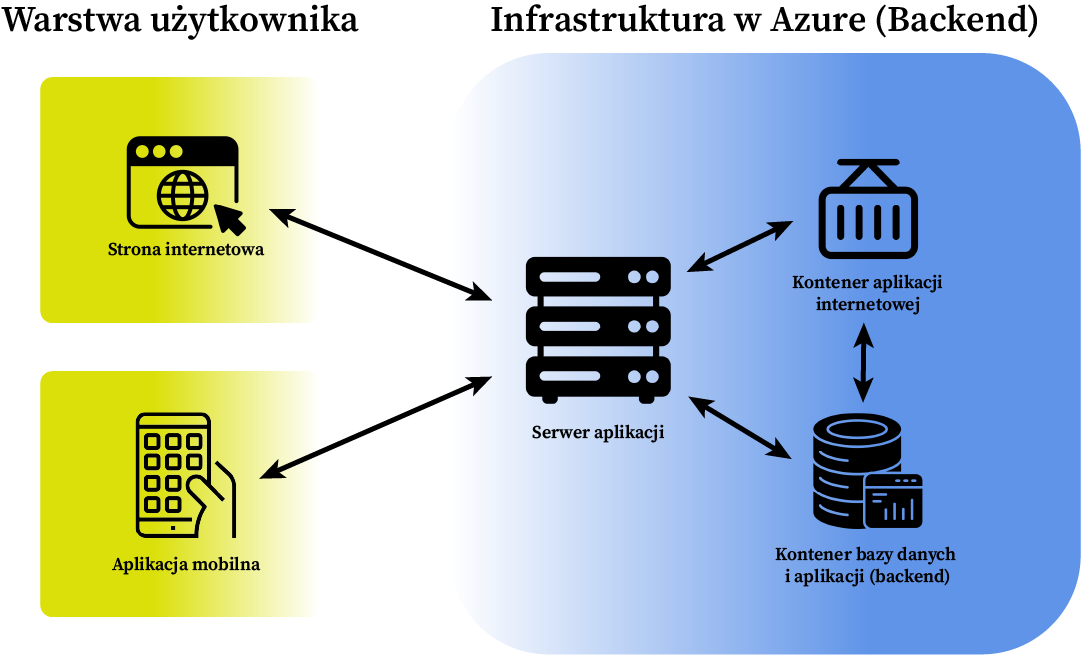 Warstwa użytkownika
Infrastruktura w Azure (Backend)
Strona internetowa
Aplikacja mobilna
Serwer aplikacji
Kontener aplikacji
internetowej
Kontener bazy danych
i aplikacji (backend)